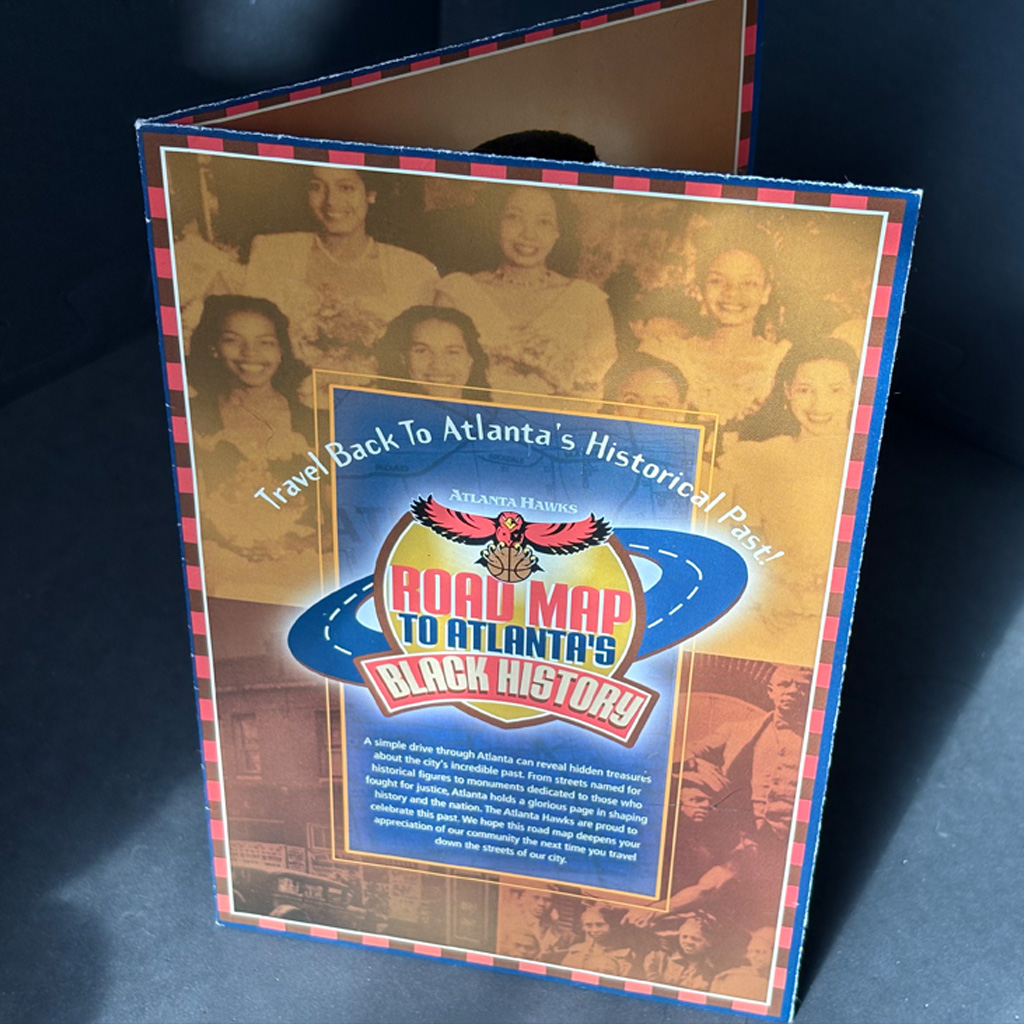 Travel Back To Atlanta's Historical Past!
ATLANTA HAWKS
ROAD MAP
TO ATLANTA'S
BLACK HISTORY
A simple drive through Atlanta can reveal hidden treasures
about the city's incredible past. From streets named for
historical figures to monuments dedicated to those who
fought for justice, Atlanta holds a glorious page in shaping
history and the nation. The Atlanta Hawks are proud to
celebrate this past. We hope this road map deepens your
appreciation of our community the next time you travel
down the streets of our city.